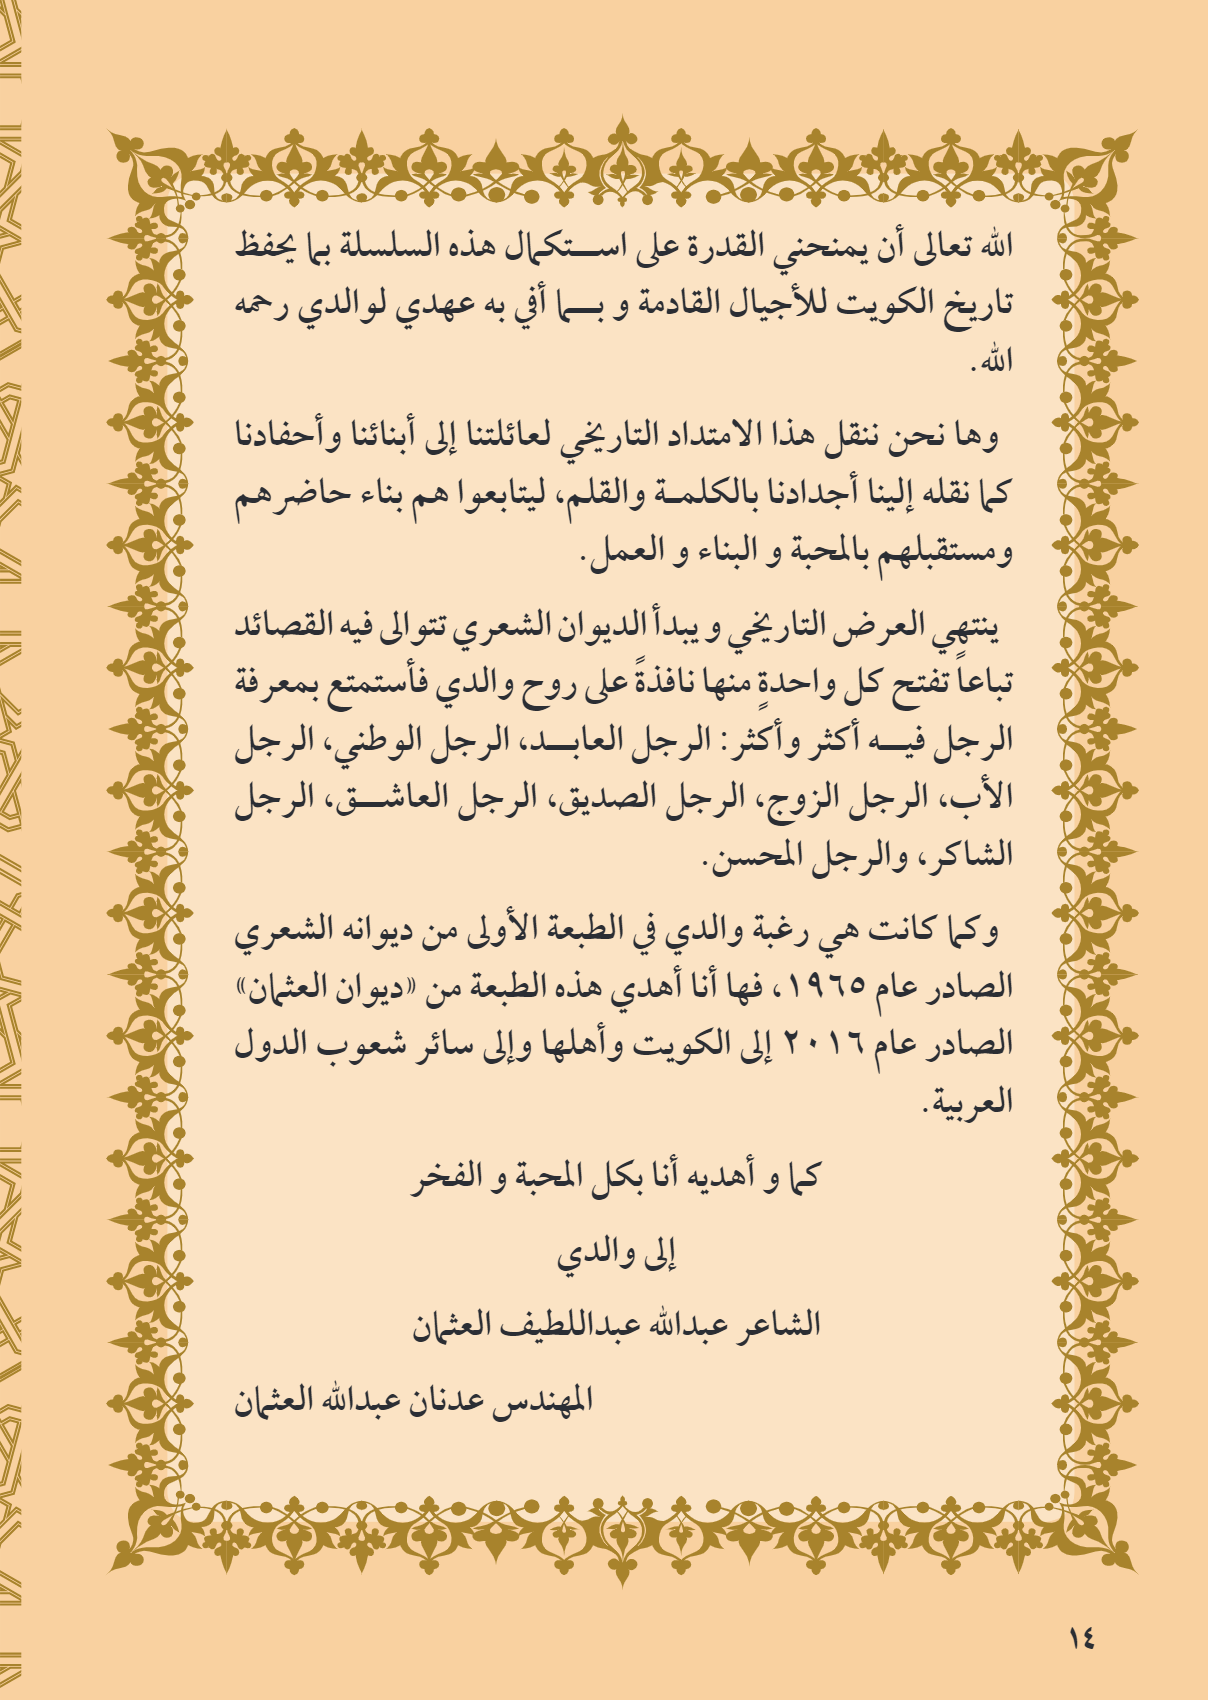 الله تعالى أن يمنحني القدرة على استكمال هذه السلسلة بما يحفظ
تاريخ الكويت للأجيال القادمة و بما أفي به عهدي لوالدي رحمه
الله.
وها نحن ننقل هذا الامتداد التاريخي لعائلتنا إلى أبنائنا وأحفادنا
كما نقله إلينا أجدادنا بالكلمة والقلم، ليتابعوا هم بناء حاضرهم
ومستقبلهم بالمحبة و البناء و العمل.
ينتهي العرض التاريخي و يبدأ الديوان الشعري تتوالى فيه القصائد
تباعاً تفتح كل واحدةٍ منها نافذةً على روح والدي فأستمتع بمعرفة
الرجل فيه أكثر وأكثر: الرجل العابد، الرجل الوطني، الرجل
الأب، الرجل الزوج، الرجل الصديق، الرجل العاشق، الرجل
الشاكر، والرجل المحسن.
وكما كانت هي رغبة والدي في الطبعة الأولى من ديوانه الشعري
الصادر عام ١٩٦٥، فها أنا أهدي هذه الطبعة من «ديوان العثمان»
الصادر عام ٢٠١٦ إلى الكويت وأهلها وإلى سائر شعوب الدول
العربية.
كما و أهديه أنا بكل المحبة و الفخر
إلى والدي
الشاعر عبدالله عبداللطيف العثمان
المهندس عدنان عبدالله العثمان
١٤